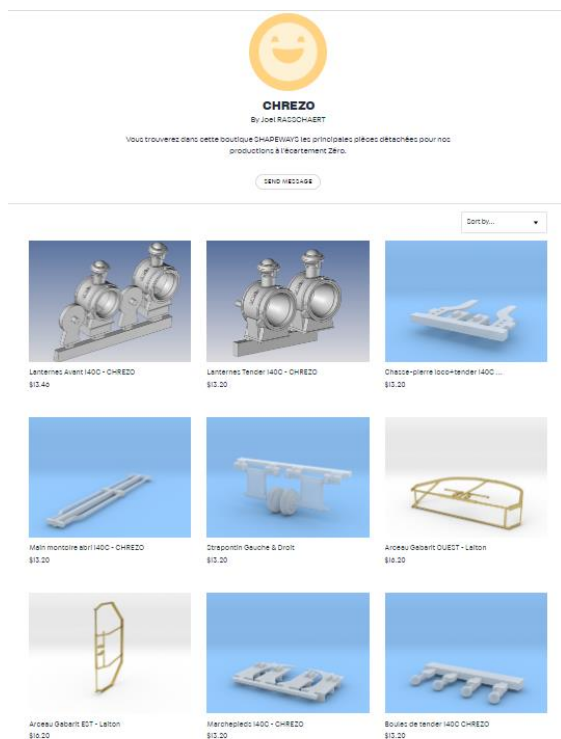 CHREZO
By Joel RASSCHAERT
Vous trouverez dans cette boutique SHAPEWAYS les principales pièces détachées pour nos
productions à l'écartement Zéro.
SEND MESSAGE
Sort by...
Lanternes Avant 140C - CHREZO
$13.46
Lanternes Tender 140C - CHREZO
$13.20
Chasse-pierre loco+tender 140C ...
$13.20
Main montoire abri 140C - CHREZO
$13.20
Strapontin Gauche & Droit
$13.20
Arceau Gabarit OUEST - Laiton
$16.20
Arceau Gabarit EST - Laiton
$16.20
Marchepieds 140C - CHREZO
$13.20
Boules de tender 140C CHREZO
$13.20